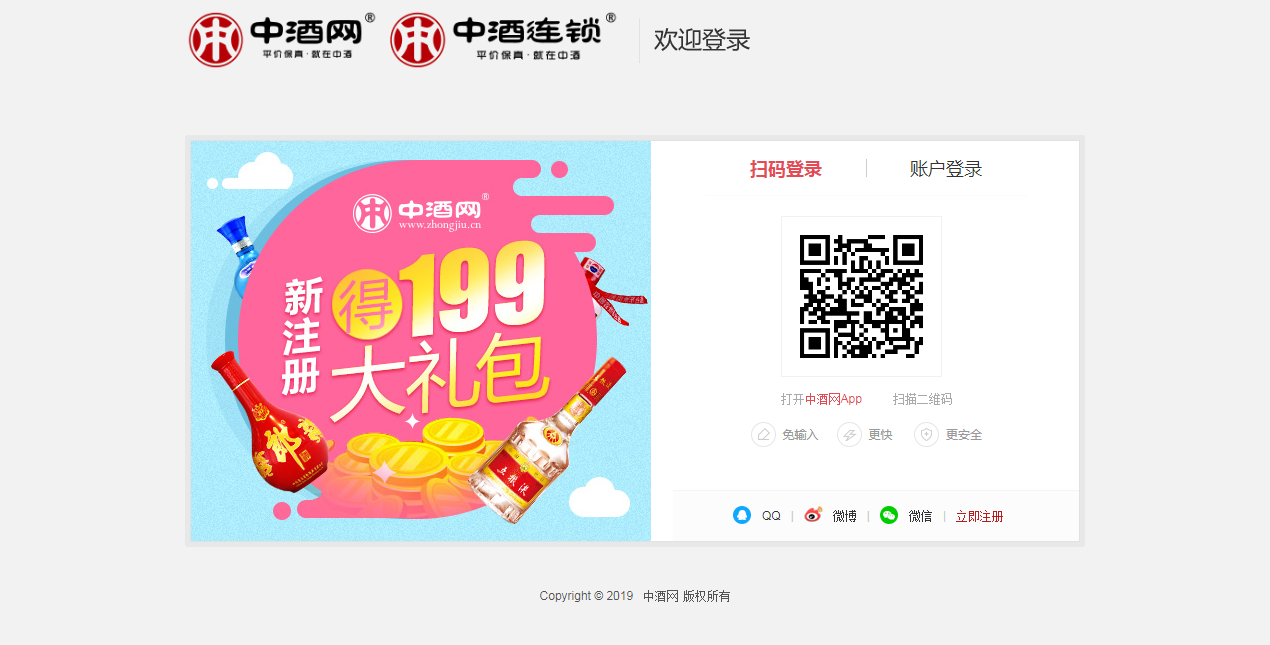 中酒网®
平价保真·就在中酒
中酒连锁®
平价保真·就在中酒
欢迎登录
中酒网®
www.zhongjiu.cn
新注册
得199
大礼包
郎
五粮液
扫码登录
账户登录
打开中酒网App 扫描二维码
免输入 更快 更安全
QQ | 微博 | 微信 | 立即注册
Copyright © 2019 中酒网 版权所有